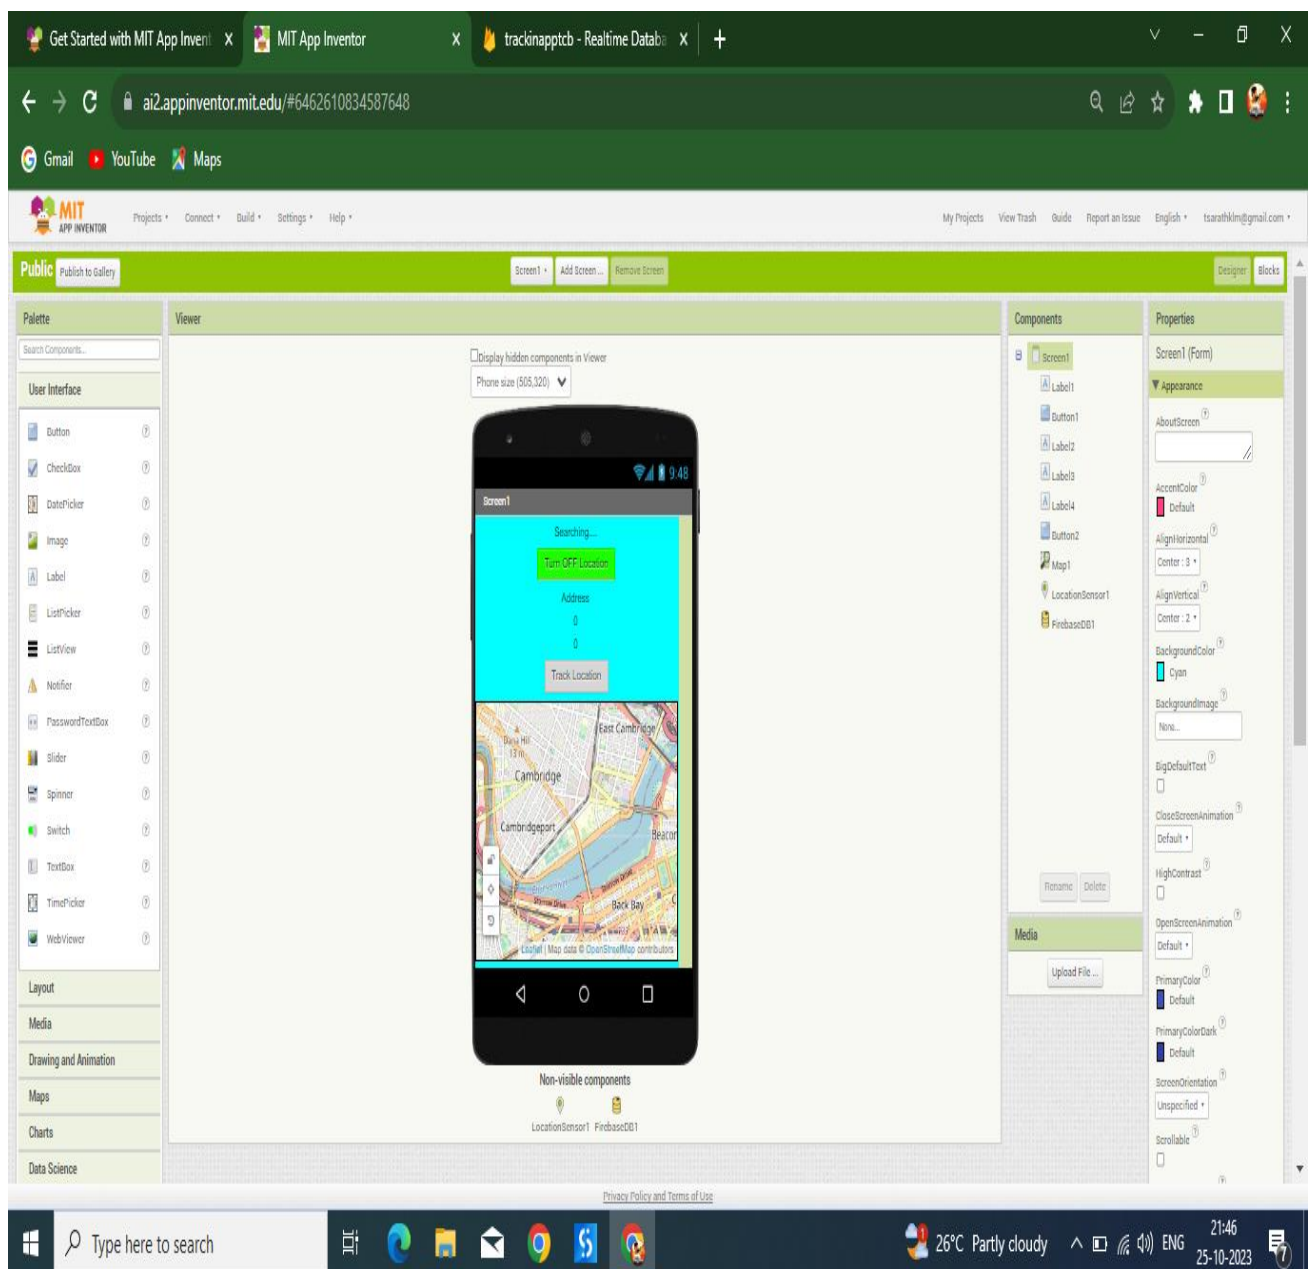 Get Started with MIT App Invent
MIT App Inventor
trackinapptcb - Realtime Databa
ai2.appinventor.mit.edu/#6462610834587648
Gmail YouTube Maps
MIT
APP INVENTOR
Projects Connect Build Settings Help
My Projects View Trash Guide Report an Issue English tsarathklm@gmail.com
Public Publish to Gallery
Screen1 Add Screen ... Remove Screen
Designer Blocks
Palette
Search Components...
User Interface
Button
CheckBox
DatePicker
Image
Label
ListPicker
ListView
Notifier
PasswordTextBox
Slider
Spinner
Switch
TextBox
TimePicker
WebViewer
Layout
Media
Drawing and Animation
Maps
Charts
Data Science
Viewer
Display hidden components in Viewer
Phone size (505,320)
9:48
Screen1
Searching....
Turn OFF Location
Address
0
0
Track Location
East Cambridge
Dana Hill
13 m
Cambridge
Cambridgeport
Beacon
Back Bay
Leaflet | Map data © OpenStreetMap contributors
Non-visible components
LocationSensor1 FirebaseDB1
Components
Screen1
Label1
Button1
Label2
Label3
Label4
Button2
Map1
LocationSensor1
FirebaseDB1
Rename Delete
Media
Upload File ...
Properties
Screen1 (Form)
Appearance
AboutScreen
AccentColor
Default
AlignHorizontal
Center : 3
AlignVertical
Center : 2
BackgroundColor
Cyan
BackgroundImage
None...
BigDefaultText
CloseScreenAnimation
Default
HighContrast
OpenScreenAnimation
Default
PrimaryColor
Default
PrimaryColorDark
Default
ScreenOrientation
Unspecified
Scrollable
Privacy Policy and Terms of Use
Type here to search
26°C Partly cloudy
ENG
21:46
25-10-2023
7